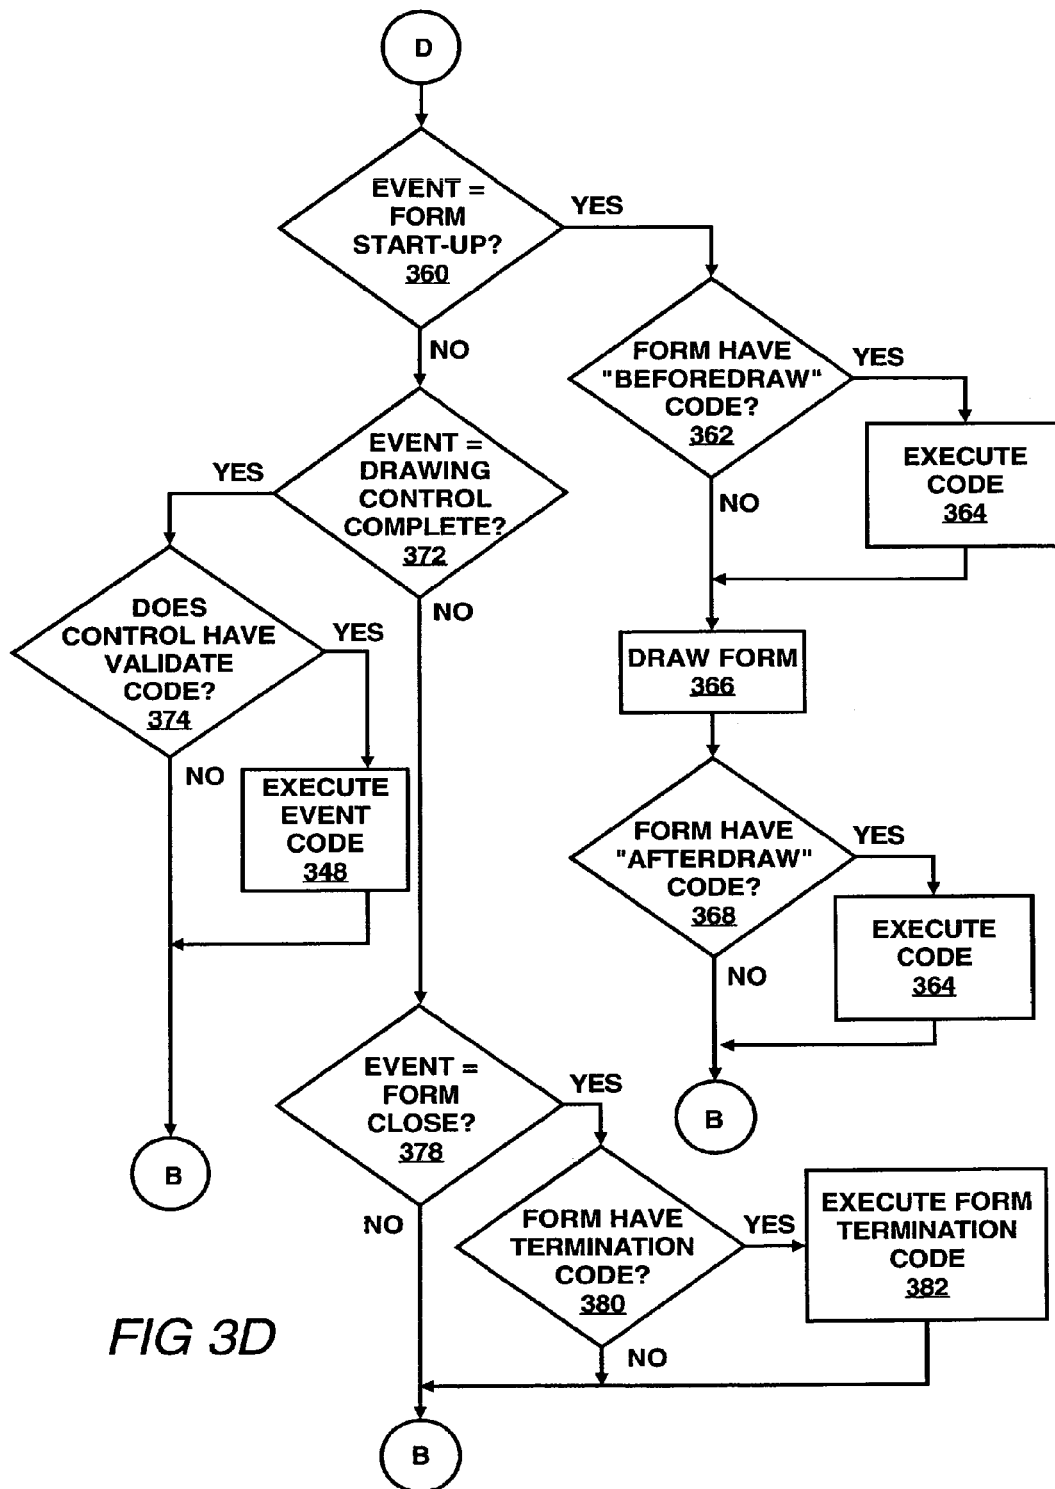 D
EVENT =
FORM
START-UP?
360
YES
NO
FORM HAVE
"BEFOREDRAW"
CODE?
362
YES
NO
EXECUTE
CODE
364
EVENT =
DRAWING
CONTROL
COMPLETE?
372
YES
NO
DOES
CONTROL HAVE
VALIDATE
CODE?
374
YES
NO
EXECUTE
EVENT
CODE
348
B
DRAW FORM
366
FORM HAVE
"AFTERDRAW"
CODE?
368
YES
NO
EXECUTE
CODE
364
B
EVENT =
FORM
CLOSE?
378
YES
NO
FORM HAVE
TERMINATION
CODE?
380
YES
NO
EXECUTE FORM
TERMINATION
CODE
382
B
FIG 3D